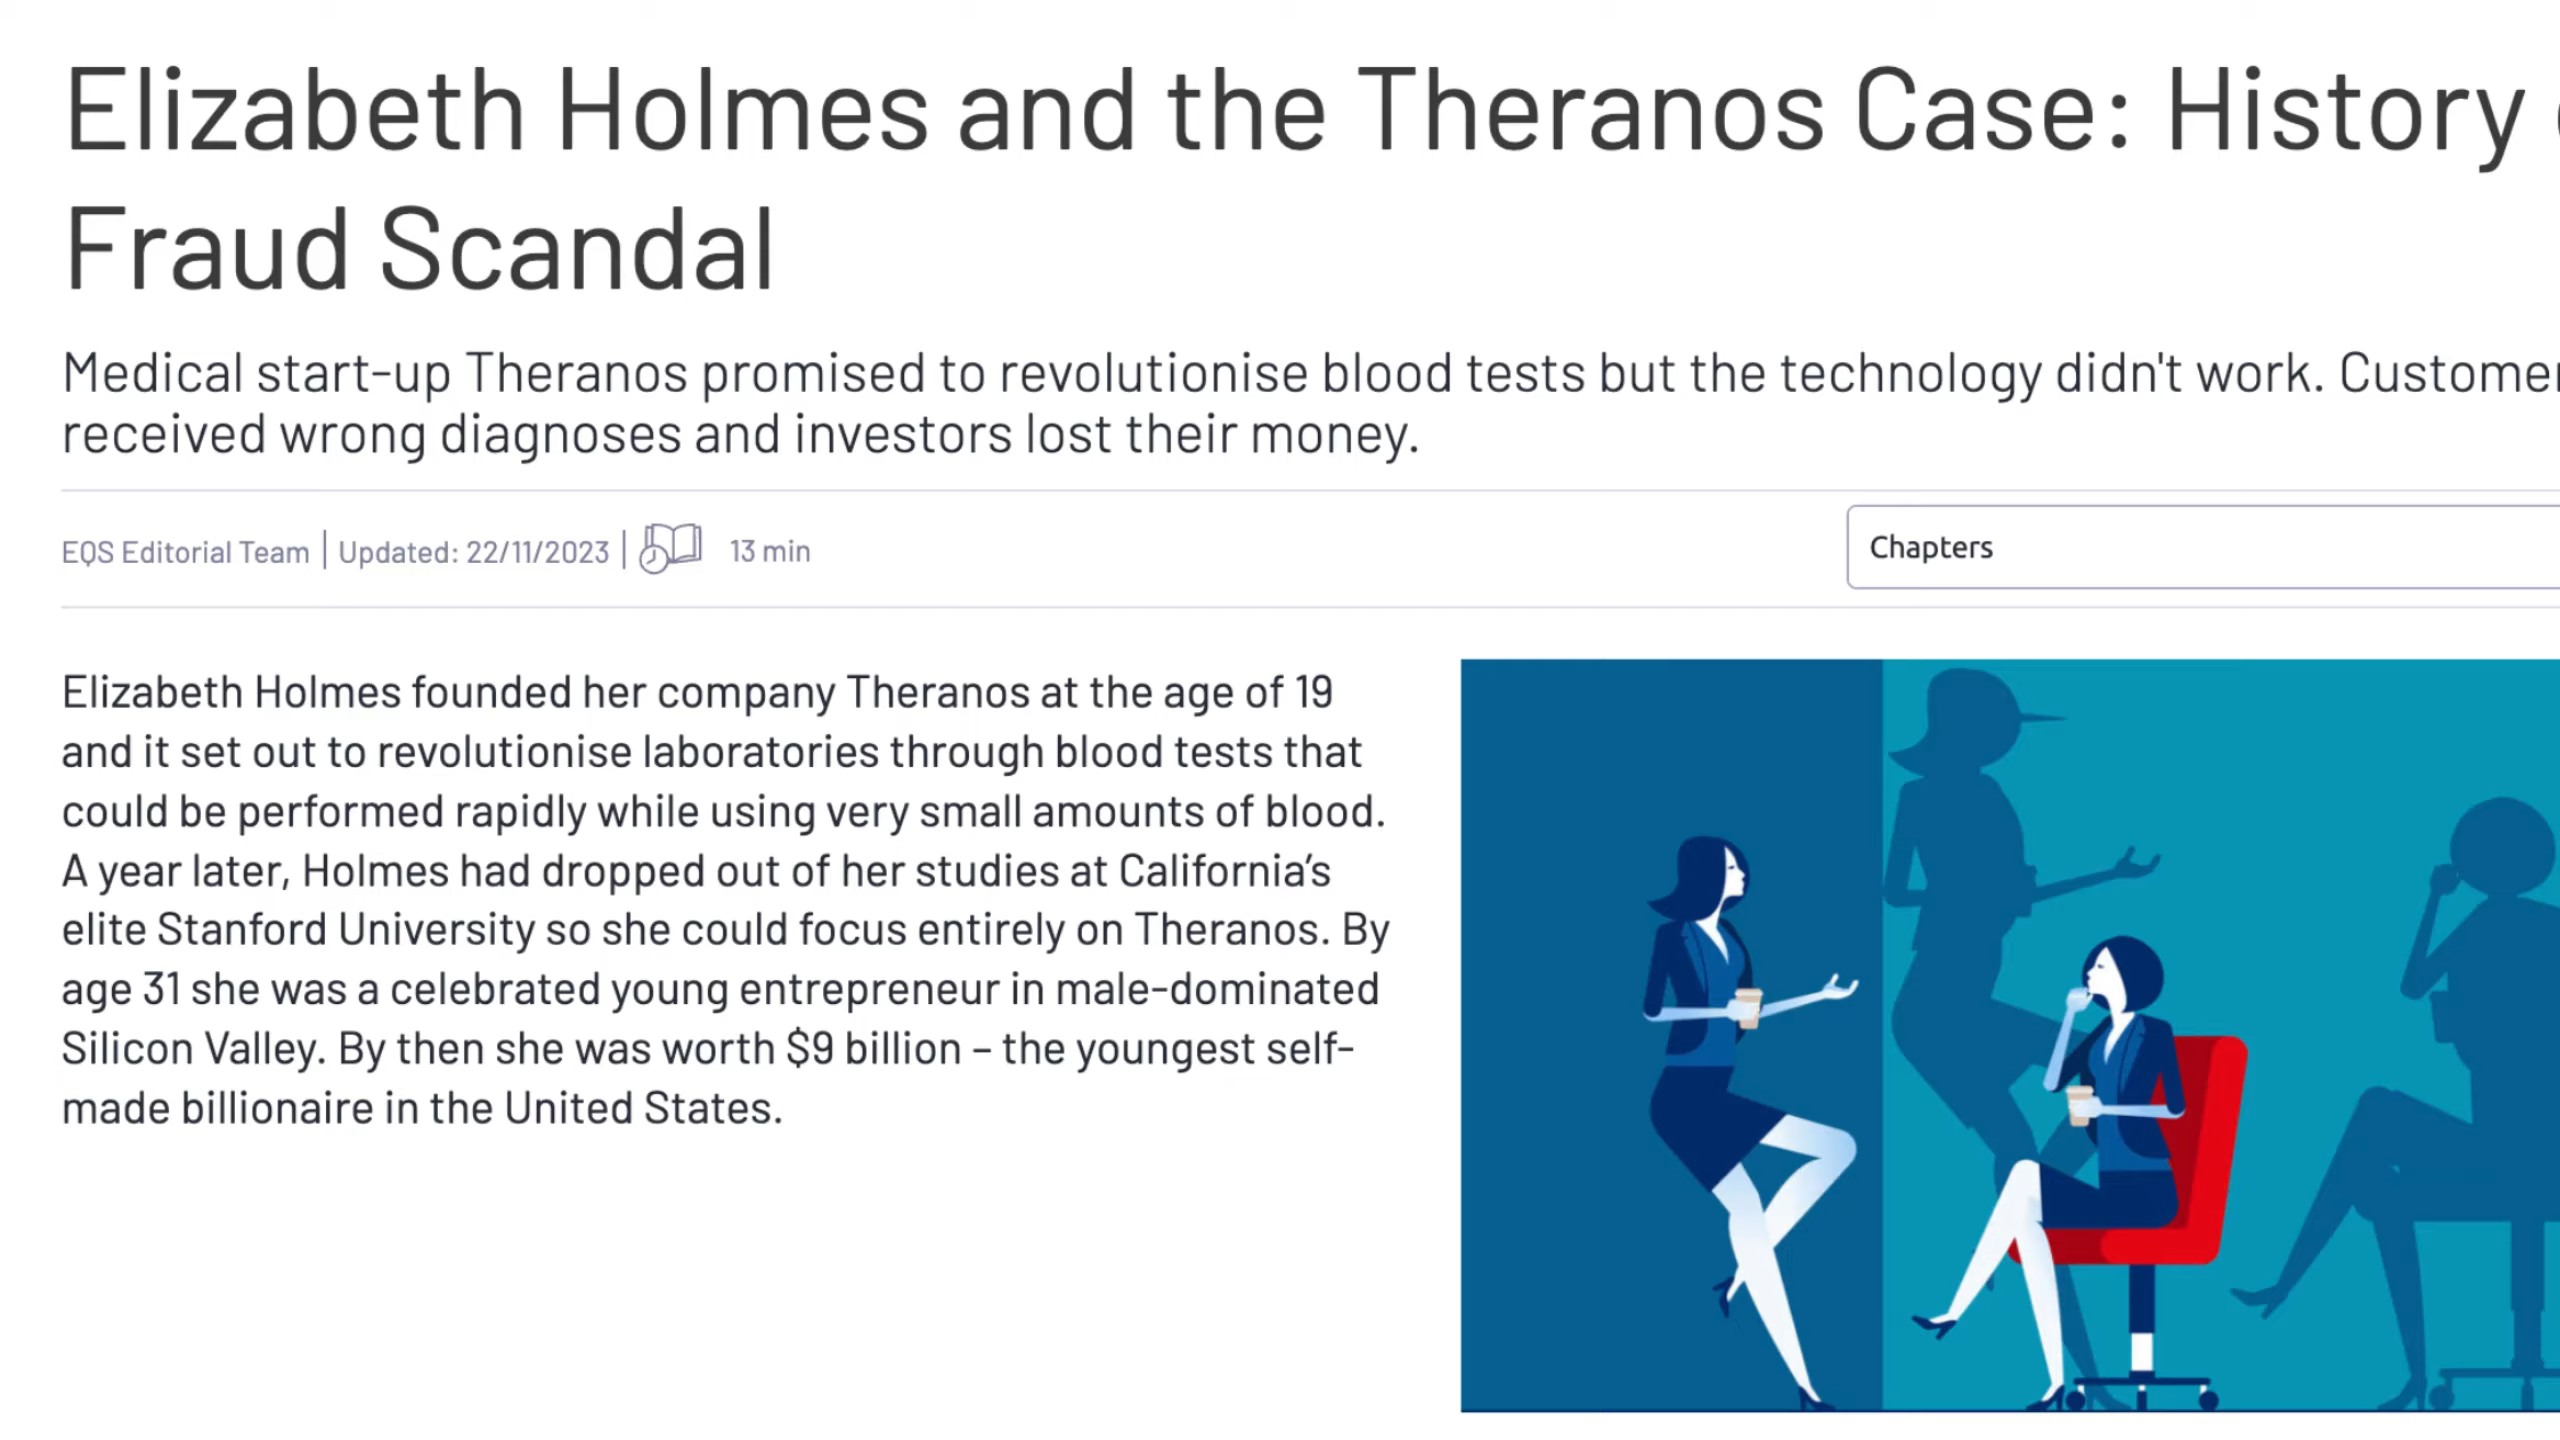 Elizabeth Holmes and the Theranos Case: History
Fraud Scandal
Medical start-up Theranos promised to revolutionise blood tests but the technology didn't work. Customer
received wrong diagnoses and investors lost their money.
EQS Editorial Team | Updated: 22/11/2023 | 13 min
Chapters
Elizabeth Holmes founded her company Theranos at the age of 19
and it set out to revolutionise laboratories through blood tests that
could be performed rapidly while using very small amounts of blood.
A year later, Holmes had dropped out of her studies at California’s
elite Stanford University so she could focus entirely on Theranos. By
age 31 she was a celebrated young entrepreneur in male-dominated
Silicon Valley. By then she was worth $9 billion – the youngest self-
made billionaire in the United States.